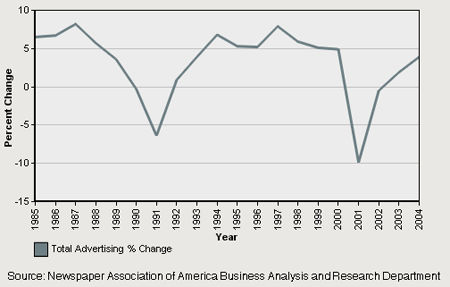 10
5
0
-5
-10
-15
Percent Change
1985 1986 1987 1988 1989 1990 1991 1992 1993 1994 1995 1996 1997 1998 1999 2000 2001 2002 2003 2004
Year
Total Advertising % Change
Source: Newspaper Association of America Business Analysis and Research Department